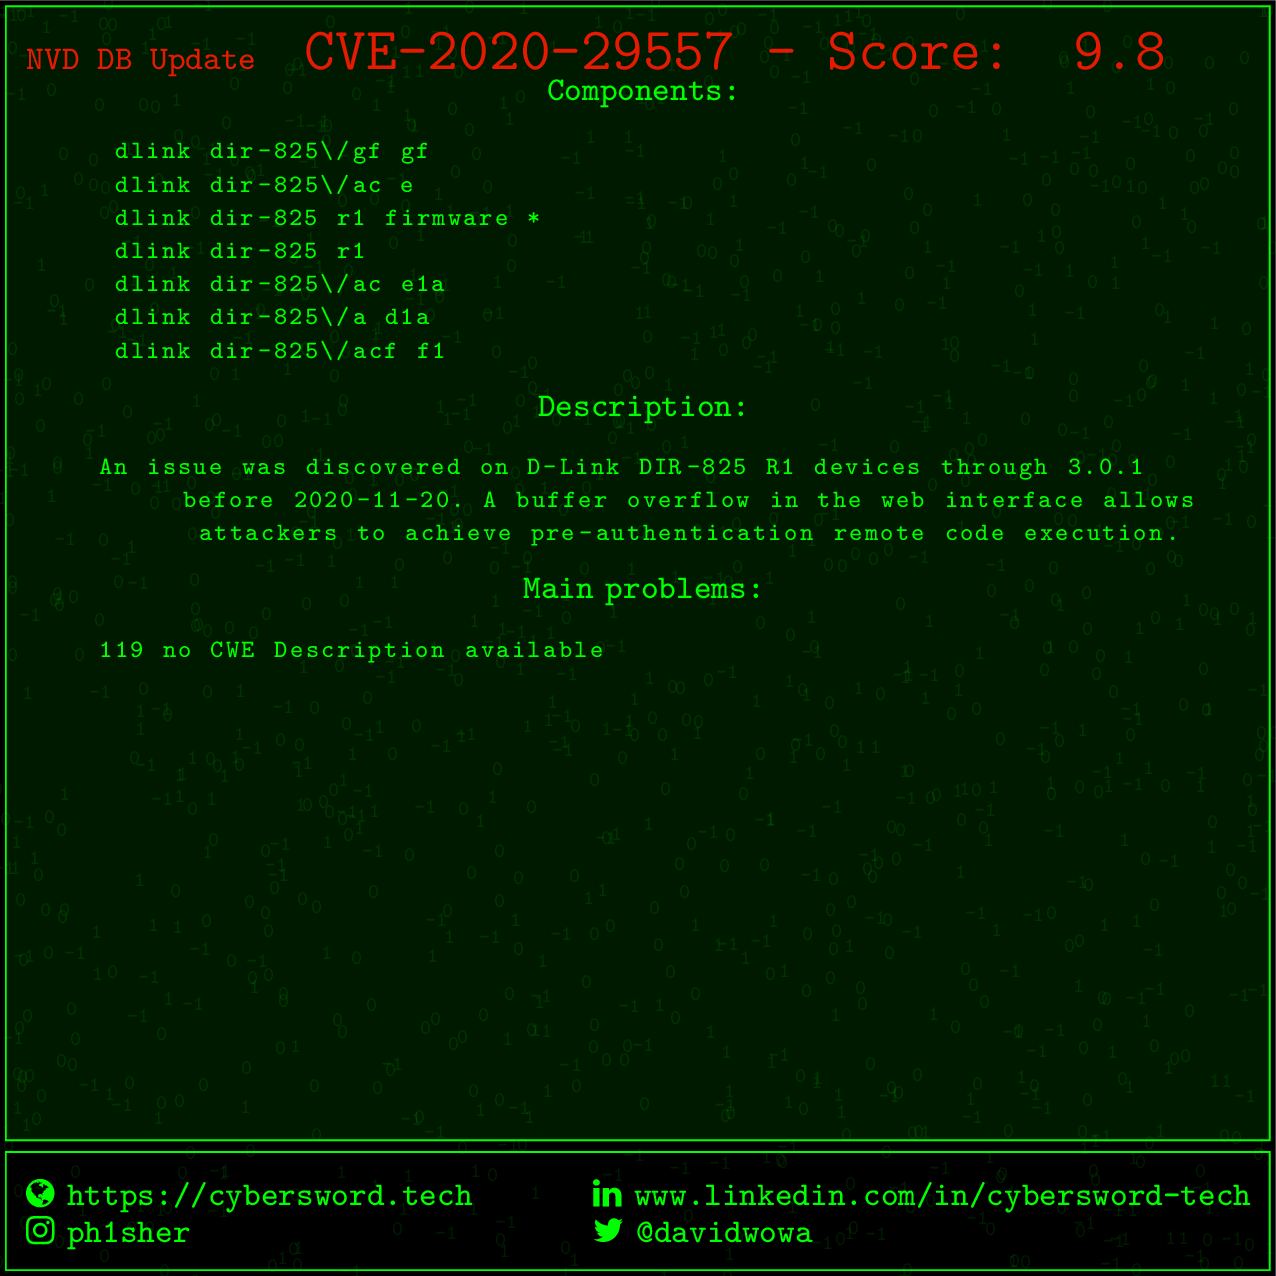 NVD DB Update CVE-2020-29557 - Score: 9.8
Components:
dlink dir-825\/gf gf
dlink dir-825\/ac e
dlink dir-825 r1 firmware *
dlink dir-825 r1
dlink dir-825\/ac e1a
dlink dir-825\/a d1a
dlink dir-825\/acf f1
Description:
An issue was discovered on D-Link DIR-825 R1 devices through 3.0.1
before 2020-11-20. A buffer overflow in the web interface allows
attackers to achieve pre-authentication remote code execution.
Main problems:
119 no CWE Description available
https://cybersword.tech
www.linkedin.com/in/cybersword-tech
ph1sher
@davidwowa